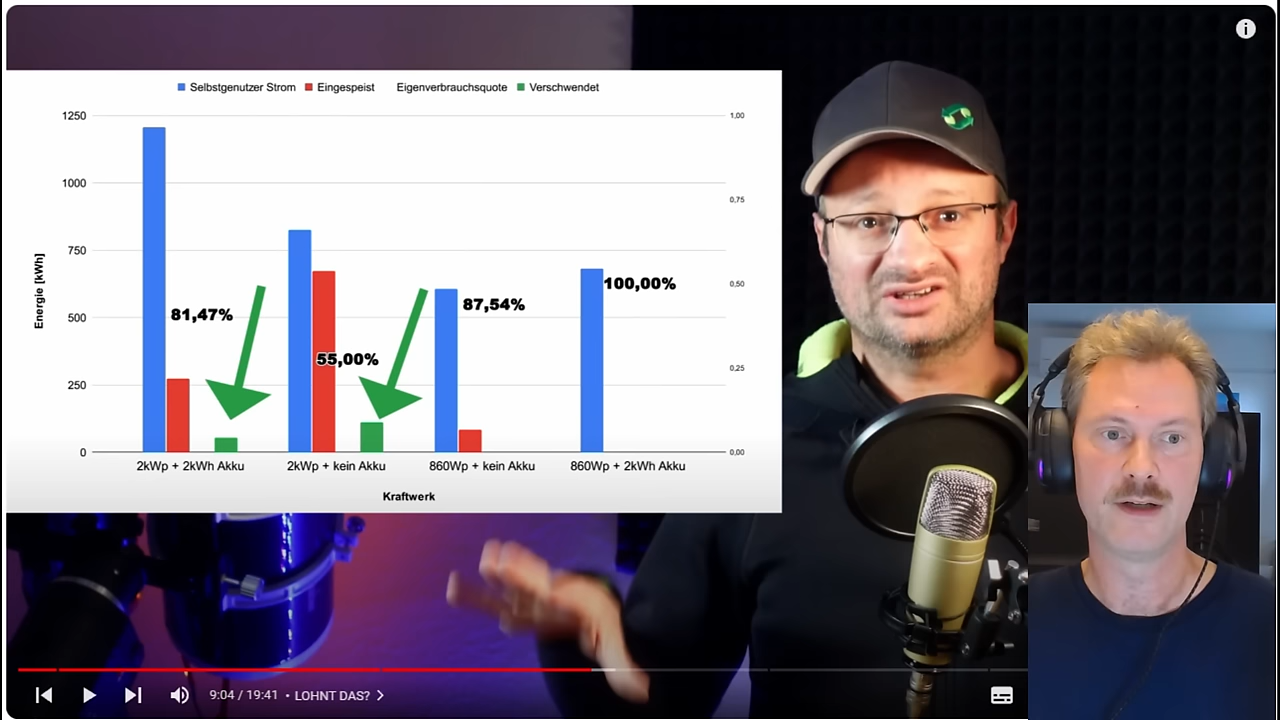 Selbstgenutzer Strom Eingespeist Eigenverbrauchsquote Verschwendet
1250
1000
750
500
250
0
1,00
0,75
0,50
0,25
0,00
Energie [kWh]
81,47%
55,00%
87,54%
100,00%
2kWp + 2kWh Akku
2kWp + kein Akku
860Wp + kein Akku
860Wp + 2kWh Akku
Kraftwerk
9:04 / 19:41 • LOHNT DAS?